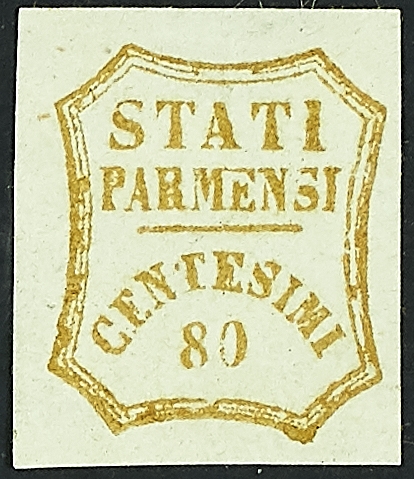 STATI
PARMENSI
CENTESIMI
80